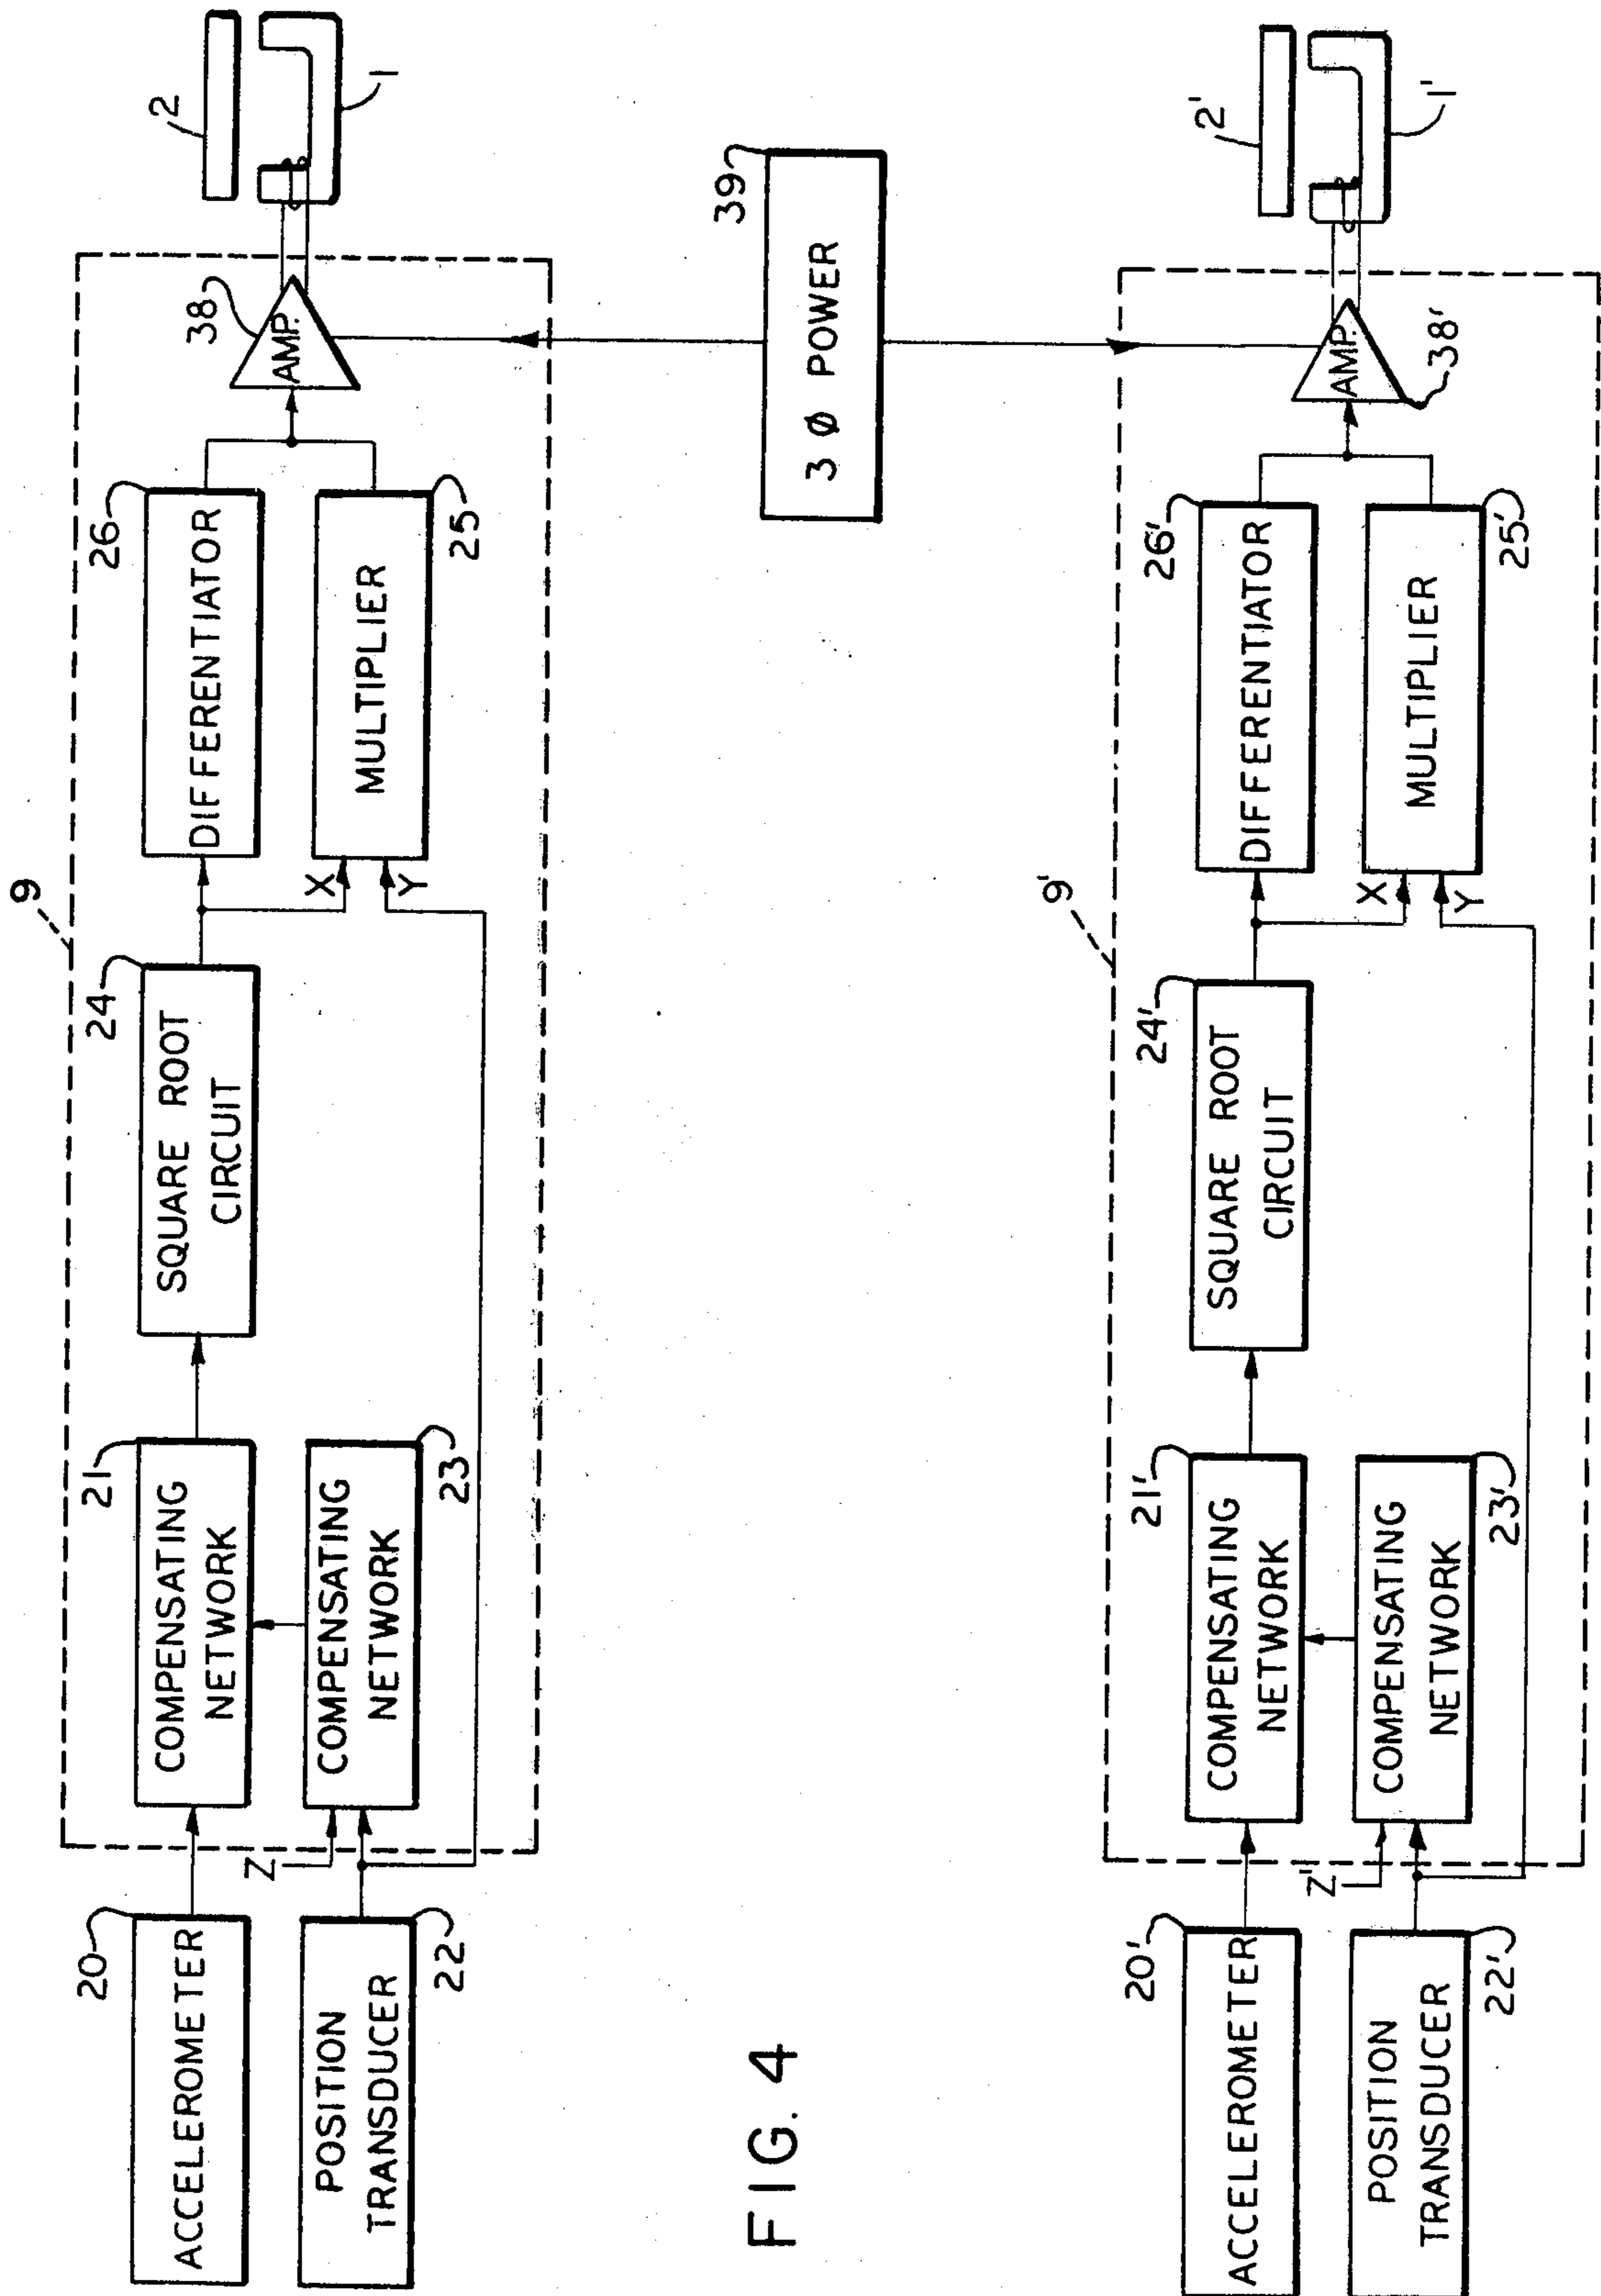 9
20
ACCELEROMETER
21
COMPENSATING
NETWORK
24
SQUARE ROOT
CIRCUIT
26
DIFFERENTIATOR
38
AMP.
2
1
Z
22
POSITION
TRANSDUCER
23
COMPENSATING
NETWORK
X
Y
25
MULTIPLIER
39
3 Ø POWER
FIG. 4
9'
20'
ACCELEROMETER
21'
COMPENSATING
NETWORK
24'
SQUARE ROOT
CIRCUIT
26'
DIFFERENTIATOR
38'
AMP.
2'
1'
Z'
22'
POSITION
TRANSDUCER
23'
COMPENSATING
NETWORK
X
Y
25'
MULTIPLIER